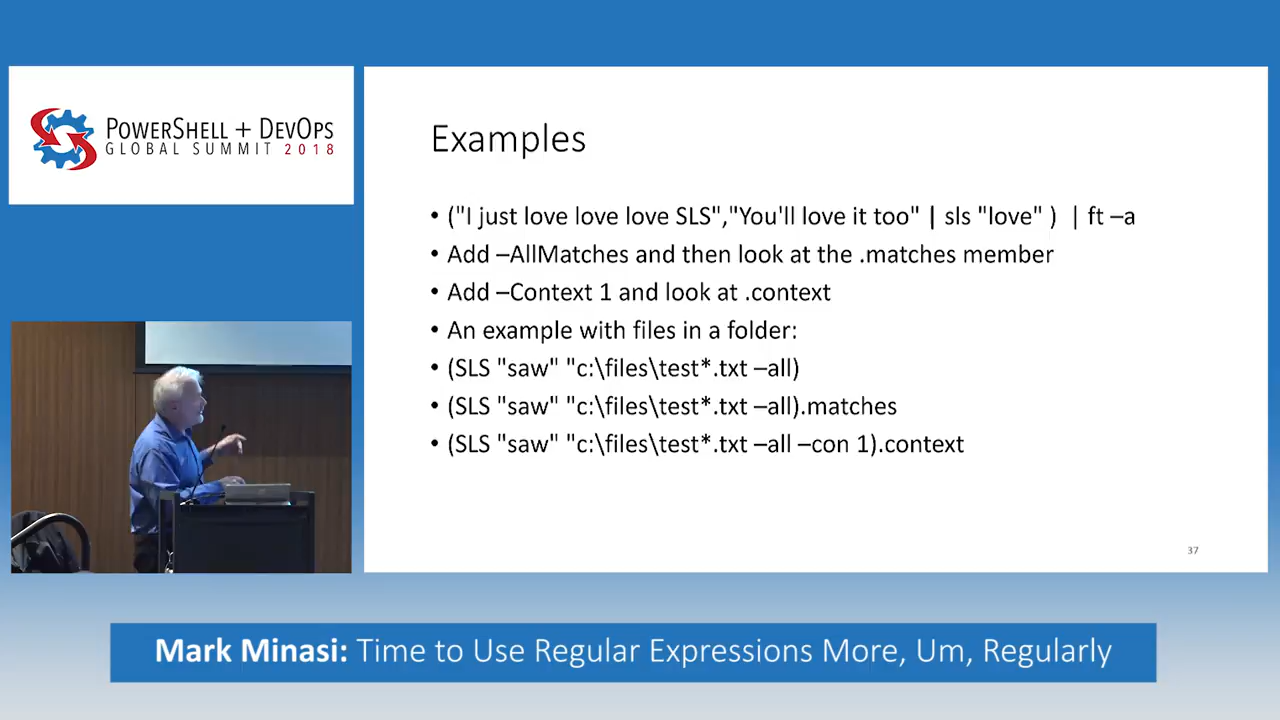 POWERSHELL + DEVOPS
GLOBAL SUMMIT 2018
Examples
• ("I just love love love SLS","You'll love it too" | sls "love" ) | ft –a
• Add –AllMatches and then look at the .matches member
• Add –Context 1 and look at .context
• An example with files in a folder:
• (SLS "saw" "c:\files\test*.txt –all)
• (SLS "saw" "c:\files\test*.txt –all).matches
• (SLS "saw" "c:\files\test*.txt –all –con 1).context
37
Mark Minasi: Time to Use Regular Expressions More, Um, Regularly